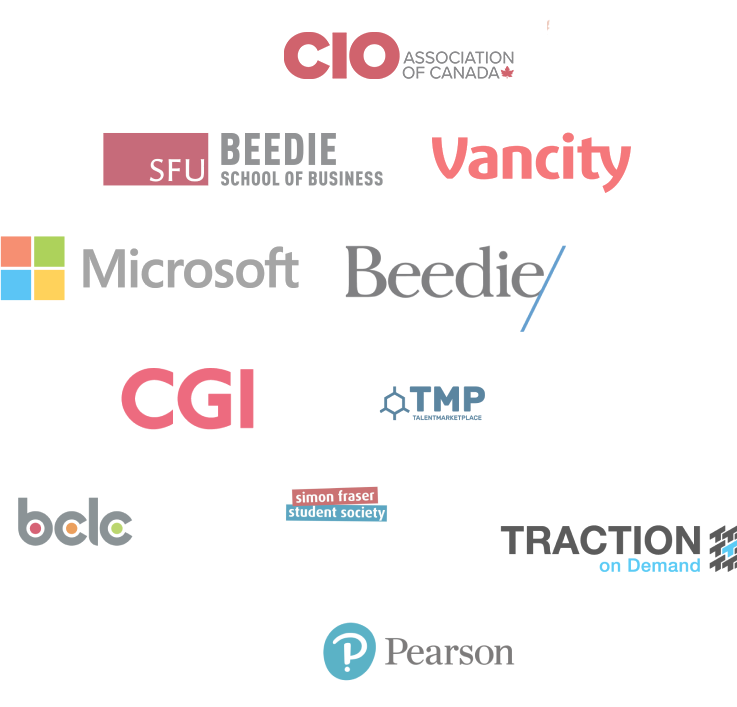 CIO ASSOCIATION
OF CANADA
SFU BEEDIE
SCHOOL OF BUSINESS
Vancity
Microsoft
Beedie
CGI
TMP
TALENTMARKETPLACE
bclc
simon fraser
student society
TRACTION
on Demand
Pearson